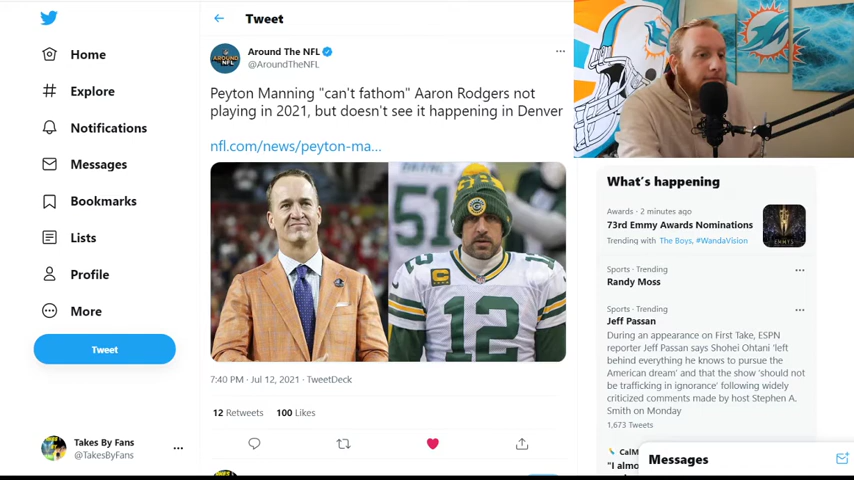 Tweet
Home
Explore
Notifications
Messages
Bookmarks
Lists
Profile
More
Tweet
Takes By Fans
@TakesByFans
Around The NFL
@AroundTheNFL
Peyton Manning "can't fathom" Aaron Rodgers not
playing in 2021, but doesn't see it happening in Denver
nfl.com/news/peyton-ma...
51
12
G
C
7:40 PM · Jul 12, 2021 · TweetDeck
12 Retweets 100 Likes
What's happening
Awards · 2 minutes ago
73rd Emmy Awards Nominations
Trending with The Boys, #WandaVision
Sports · Trending
Randy Moss
Sports · Trending
Jeff Passan
During an appearance on First Take, ESPN
reporter Jeff Passan says Shohei Ohtani 'left
behind everything he knows to pursue the
American dream' and that the show 'should not
be trafficking in ignorance' following widely
criticized comments made by host Stephen A.
Smith on Monday
1,673 Tweets
CalM
"I almo
Messages